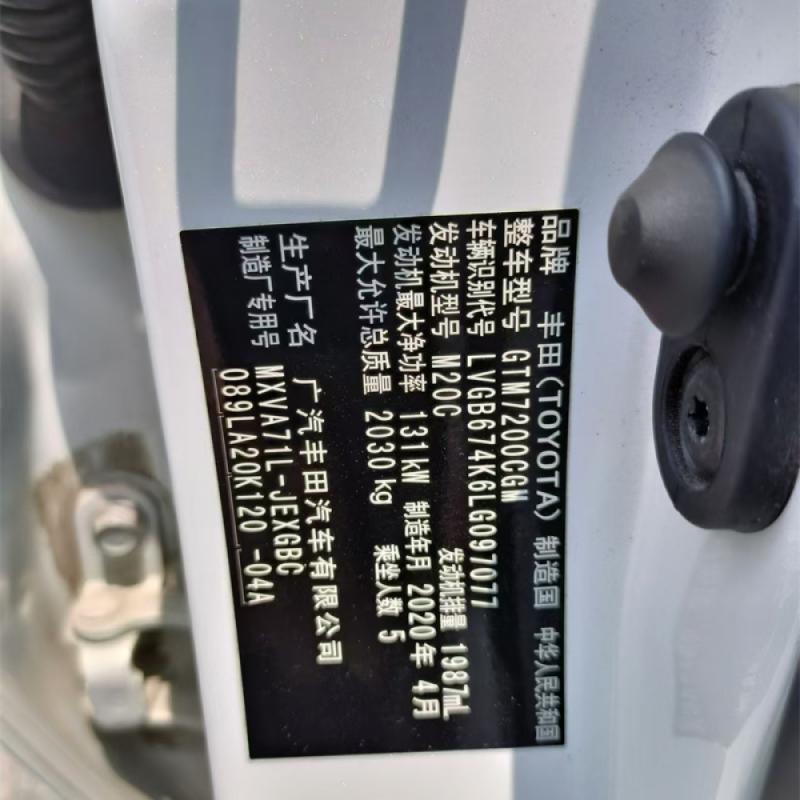 品牌 丰田(TOYOTA) 制造国 中华人民共和国
整车型号 GTM7200CGM
车辆识别代号 LVGB674K6LG097077
发动机型号 M20C 发动机排量 1987mL
发动机最大净功率 131kW 制造年月 2020年 4月
最大允许总质量 2030 kg 乘坐人数 5
生产厂名 广汽丰田汽车有限公司
制造厂专用号 MXVA71L-JEXGBC
089LA20K120 -04A